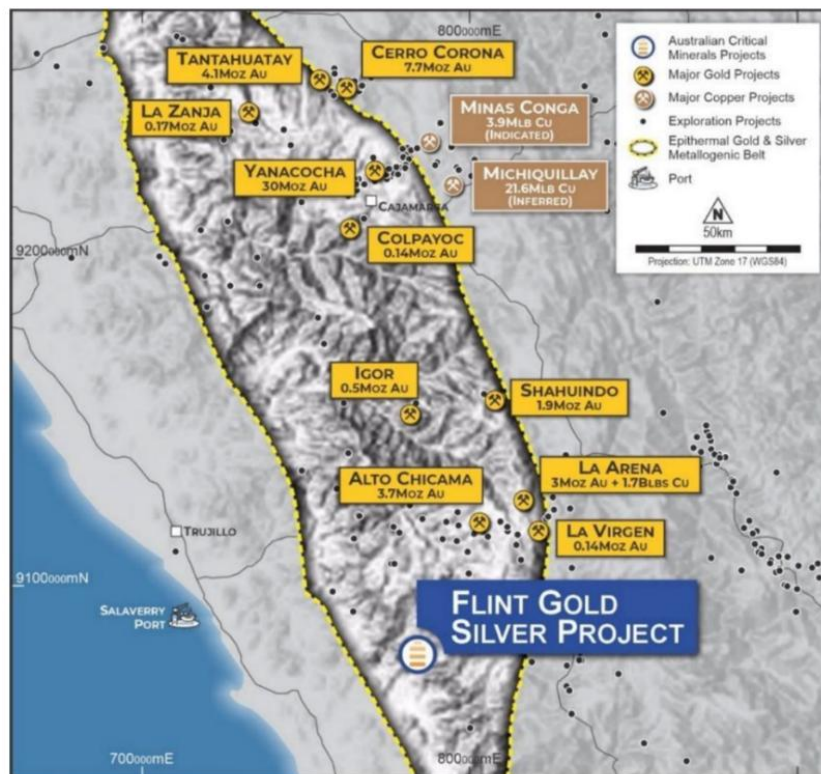 800000mE
TANTAHUATAY
4.1MOZ AU
CERRO CORONA
7.7MOZ AU
LA ZANJA
0.17MOZ AU
MINAS CONGA
3.9MLB CU
(INDICATED)
YANACOCHA
30MOZ AU
MICHIQUILLAY
21.6MLB CU
(INFERRED)
CAJAMARCA
COLPAYOC
0.14MOZ AU
9200000mN
Australian Critical
Minerals Projects
Major Gold Projects
Major Copper Projects
Exploration Projects
Epithermal Gold & Silver
Metallogenic Belt
Port
N
50km
Projection: UTM Zone 17 (WGS84)
IGOR
0.5MOZ AU
SHAHUINDO
1.9MOZ AU
ALTO CHICAMA
3.7MOZ AU
LA ARENA
3MOZ AU + 1.7BLBS CU
LA VIRGEN
0.14MOZ AU
TRUJILLO
9100000mN
SALAVERRY
PORT
FLINT GOLD
SILVER PROJECT
700000mE
800000mE